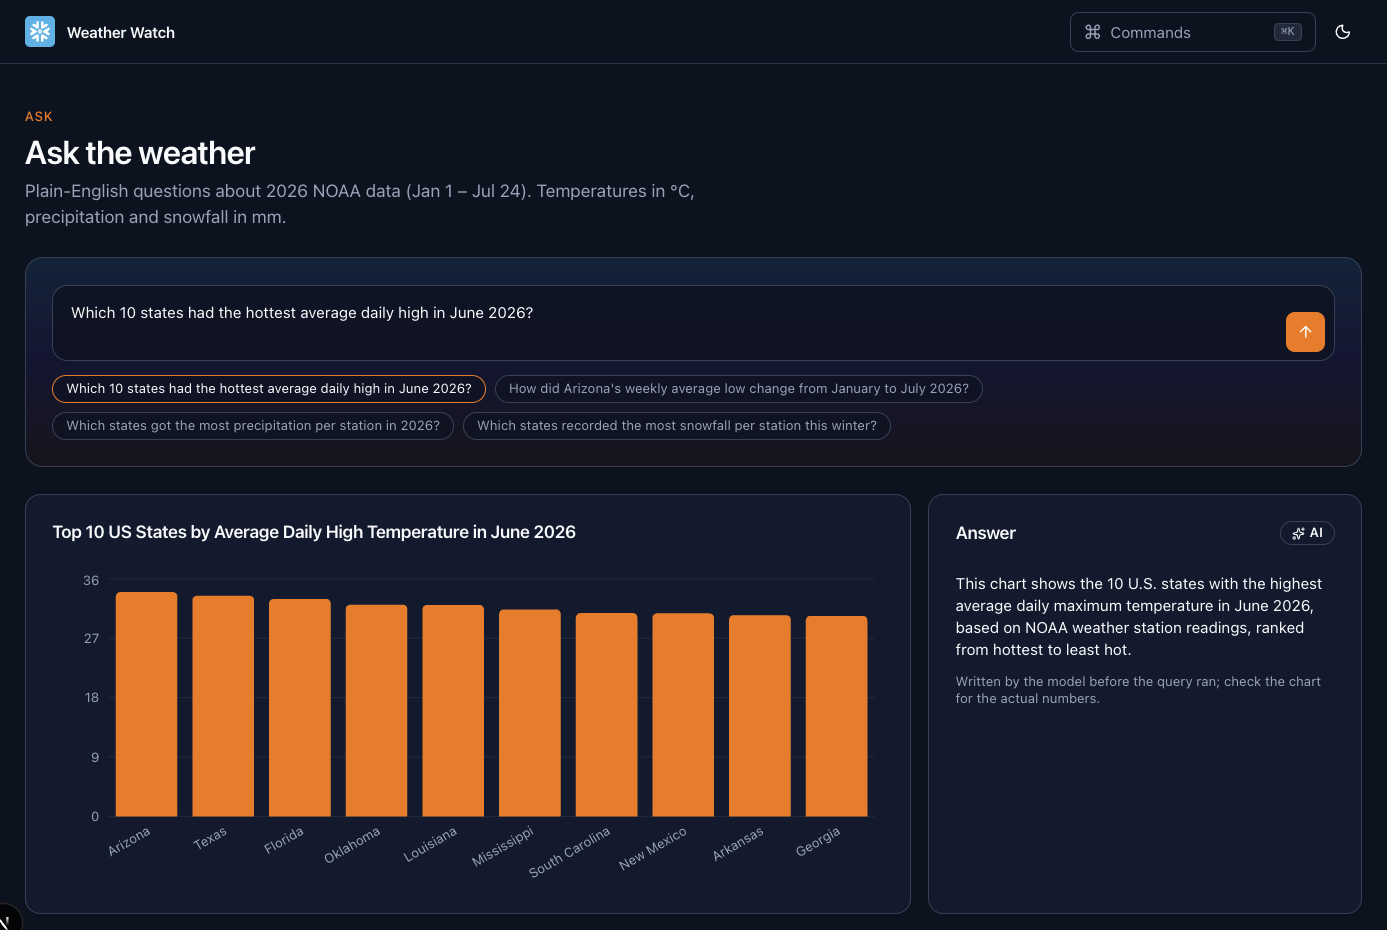 Weather Watch
Commands
⌘K
ASK
Ask the weather
Plain-English questions about 2026 NOAA data (Jan 1 – Jul 24). Temperatures in °C,
precipitation and snowfall in mm.
Which 10 states had the hottest average daily high in June 2026?
Which 10 states had the hottest average daily high in June 2026?
How did Arizona's weekly average low change from January to July 2026?
Which states got the most precipitation per station in 2026?
Which states recorded the most snowfall per station this winter?
Top 10 US States by Average Daily High Temperature in June 2026
36
27
18
9
0
Arizona
Texas
Florida
Oklahoma
Louisiana
Mississippi
South Carolina
New Mexico
Arkansas
Georgia
Answer
AI
This chart shows the 10 U.S. states with the highest
average daily maximum temperature in June 2026,
based on NOAA weather station readings, ranked
from hottest to least hot.
Written by the model before the query ran; check the chart
for the actual numbers.